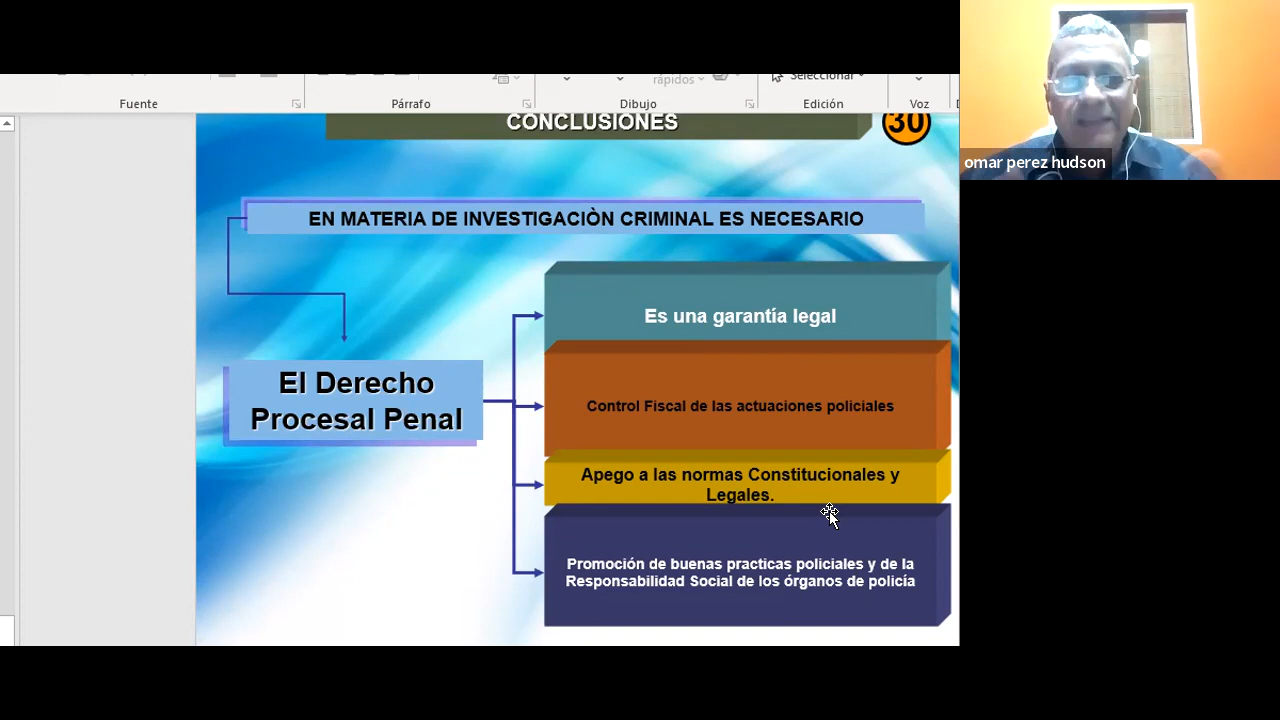 rápidos
Seleccionar
Fuente
Párrafo
Dibujo
Edición
Voz
CONCLUSIONES
30
EN MATERIA DE INVESTIGACIÒN CRIMINAL ES NECESARIO
Es una garantía legal
El Derecho
Procesal Penal
Control Fiscal de las actuaciones policiales
Apego a las normas Constitucionales y
Legales.
Promoción de buenas practicas policiales y de la
Responsabilidad Social de los órganos de policía
omar perez hudson